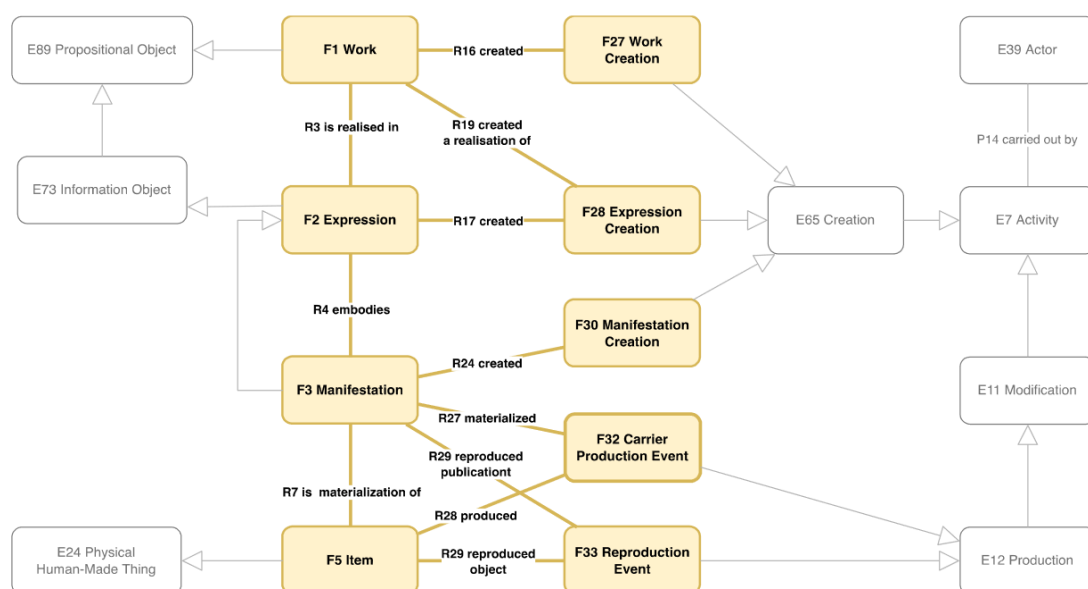 E89 Propositional Object
F1 Work
R16 created
F27 Work
Creation
E39 Actor
R3 is realised in
R19 created
a realisation of
P14 carried out by
E73 Information Object
F2 Expression
R17 created
F28 Expression
Creation
E65 Creation
E7 Activity
R4 embodies
F30 Manifestation
Creation
R24 created
F3 Manifestation
E11 Modification
R27 materialized
F32 Carrier
Production Event
R29 reproduced
publicationt
R7 is  materialization of
R28 produced
E24 Physical
Human-Made Thing
F5 Item
R29 reproduced
object
F33 Reproduction
Event
E12 Production